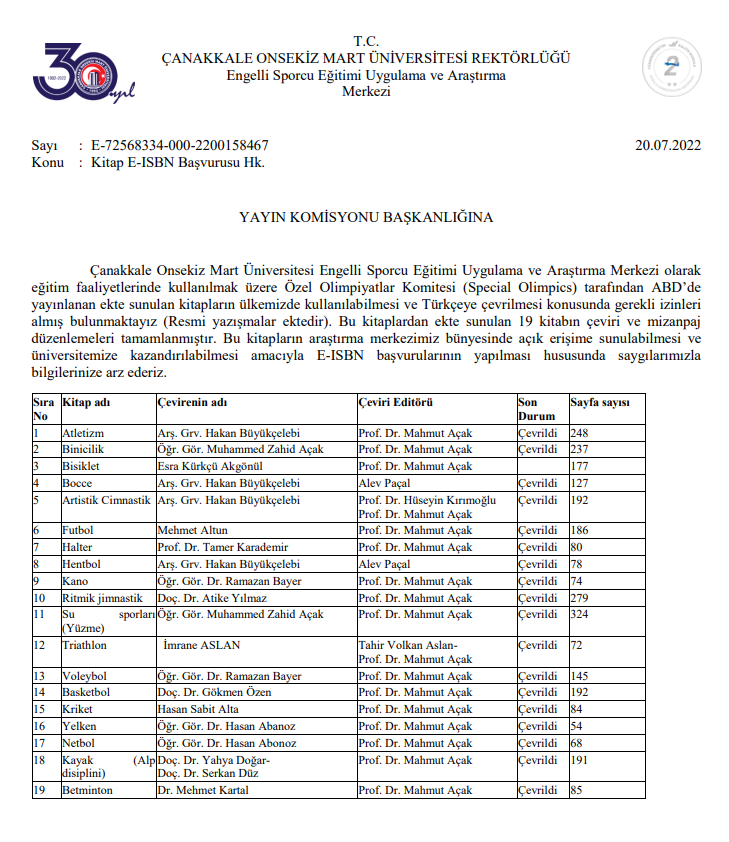 T.C.
ÇANAKKALE ONSEKİZ MART ÜNİVERSİTESİ REKTÖRLÜĞÜ
Engelli Sporcu Eğitimi Uygulama ve Araştırma
Merkezi
30.yıl
1992-2022
2
Sayı : E-72568334-000-2200158467 20.07.2022
Konu : Kitap E-ISBN Başvurusu Hk.
YAYIN KOMİSYONU BAŞKANLIĞINA
Çanakkale Onsekiz Mart Üniversitesi Engelli Sporcu Eğitimi Uygulama ve Araştırma Merkezi olarak
eğitim faaliyetlerinde kullanılmak üzere Özel Olimpiyatlar Komitesi (Special Olimpics) tarafından ABD’de
yayınlanan ekte sunulan kitapların ülkemizde kullanılabilmesi ve Türkçeye çevrilmesi konusunda gerekli izinleri
almış bulunmaktayız (Resmi yazışmalar ektedir). Bu kitaplardan ekte sunulan 19 kitabın çeviri ve mizanpaj
düzenlemeleri tamamlanmıştır. Bu kitapların araştırma merkezimiz bünyesinde açık erişime sunulabilmesi ve
üniversitemize kazandırılabilmesi amacıyla E-ISBN başvurularının yapılması hususunda saygılarımızla
bilgilerinize arz ederiz.
Sıra No Kitap adı Çevirenin adı Çeviri Editörü Son Durum Sayfa sayısı
1 Atletizm Arş. Grv. Hakan Büyükçelebi Prof. Dr. Mahmut Açak Çevrildi 248
2 Binicilik Öğr. Gör. Muhammed Zahid Açak Prof. Dr. Mahmut Açak Çevrildi 237
3 Bisiklet Esra Kürkçü Akgönül Prof. Dr. Mahmut Açak 177
4 Bocce Arş. Grv. Hakan Büyükçelebi Alev Paçal Çevrildi 127
5 Artistik Cimnastik Arş. Grv. Hakan Büyükçelebi Prof. Dr. Hüseyin Kırımoğlu Çevrildi 192
Prof. Dr. Mahmut Açak
6 Futbol Mehmet Altun Prof. Dr. Mahmut Açak Çevrildi 186
7 Halter Prof. Dr. Tamer Karademir Prof. Dr. Mahmut Açak Çevrildi 80
8 Hentbol Arş. Grv. Hakan Büyükçelebi Alev Paçal Çevrildi 78
9 Kano Öğr. Gör. Dr. Ramazan Bayer Prof. Dr. Mahmut Açak Çevrildi 74
10 Ritmik jimnastik Doç. Dr. Atike Yılmaz Prof. Dr. Mahmut Açak Çevrildi 279
11 Su sporları Öğr. Gör. Muhammed Zahid Açak Prof. Dr. Mahmut Açak Çevrildi 324
(Yüzme)
12 Triathlon İmrane ASLAN Tahir Volkan Aslan- Çevrildi 72
Prof. Dr. Mahmut Açak
13 Voleybol Öğr. Gör. Dr. Ramazan Bayer Prof. Dr. Mahmut Açak Çevrildi 145
14 Basketbol Doç. Dr. Gökmen Özen Prof. Dr. Mahmut Açak Çevrildi 192
15 Kriket Hasan Sabit Alta Prof. Dr. Mahmut Açak Çevrildi 84
16 Yelken Öğr. Gör. Dr. Hasan Abanoz Prof. Dr. Mahmut Açak Çevrildi 54
17 Netbol Öğr. Gör. Dr. Hasan Abonoz Prof. Dr. Mahmut Açak Çevrildi 68
18 Kayak (Alp Doç. Dr. Yahya Doğar- Prof. Dr. Mahmut Açak Çevrildi 191
disiplini) Doç. Dr. Serkan Düz
19 Betminton Dr. Mehmet Kartal Prof. Dr. Mahmut Açak Çevrildi 85